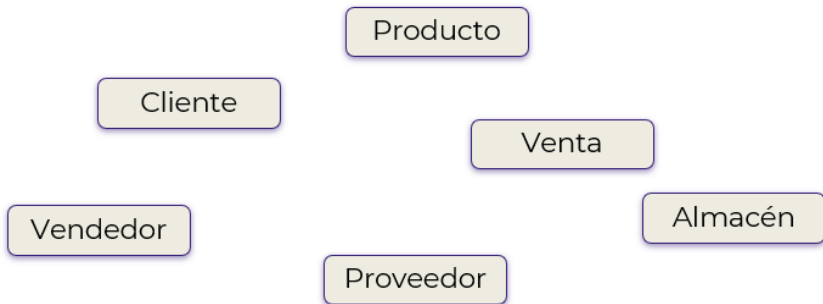 Producto
Cliente
Venta
Vendedor
Almacén
Proveedor